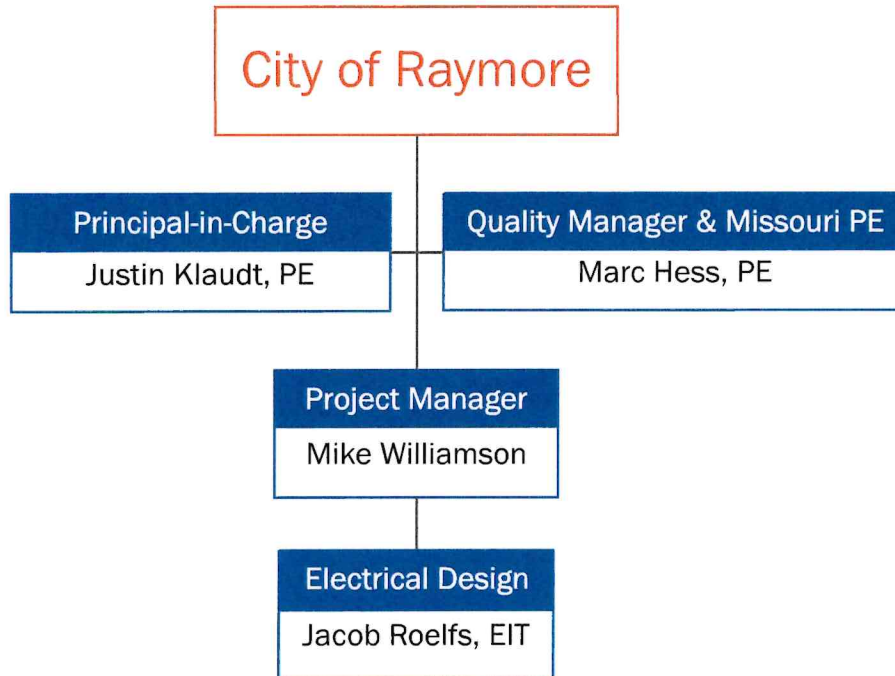 City of Raymore
Principal-in-Charge
Justin Klaudt, PE
Quality Manager & Missouri PE
Marc Hess, PE
Project Manager
Mike Williamson
Electrical Design
Jacob Roelfs, EIT